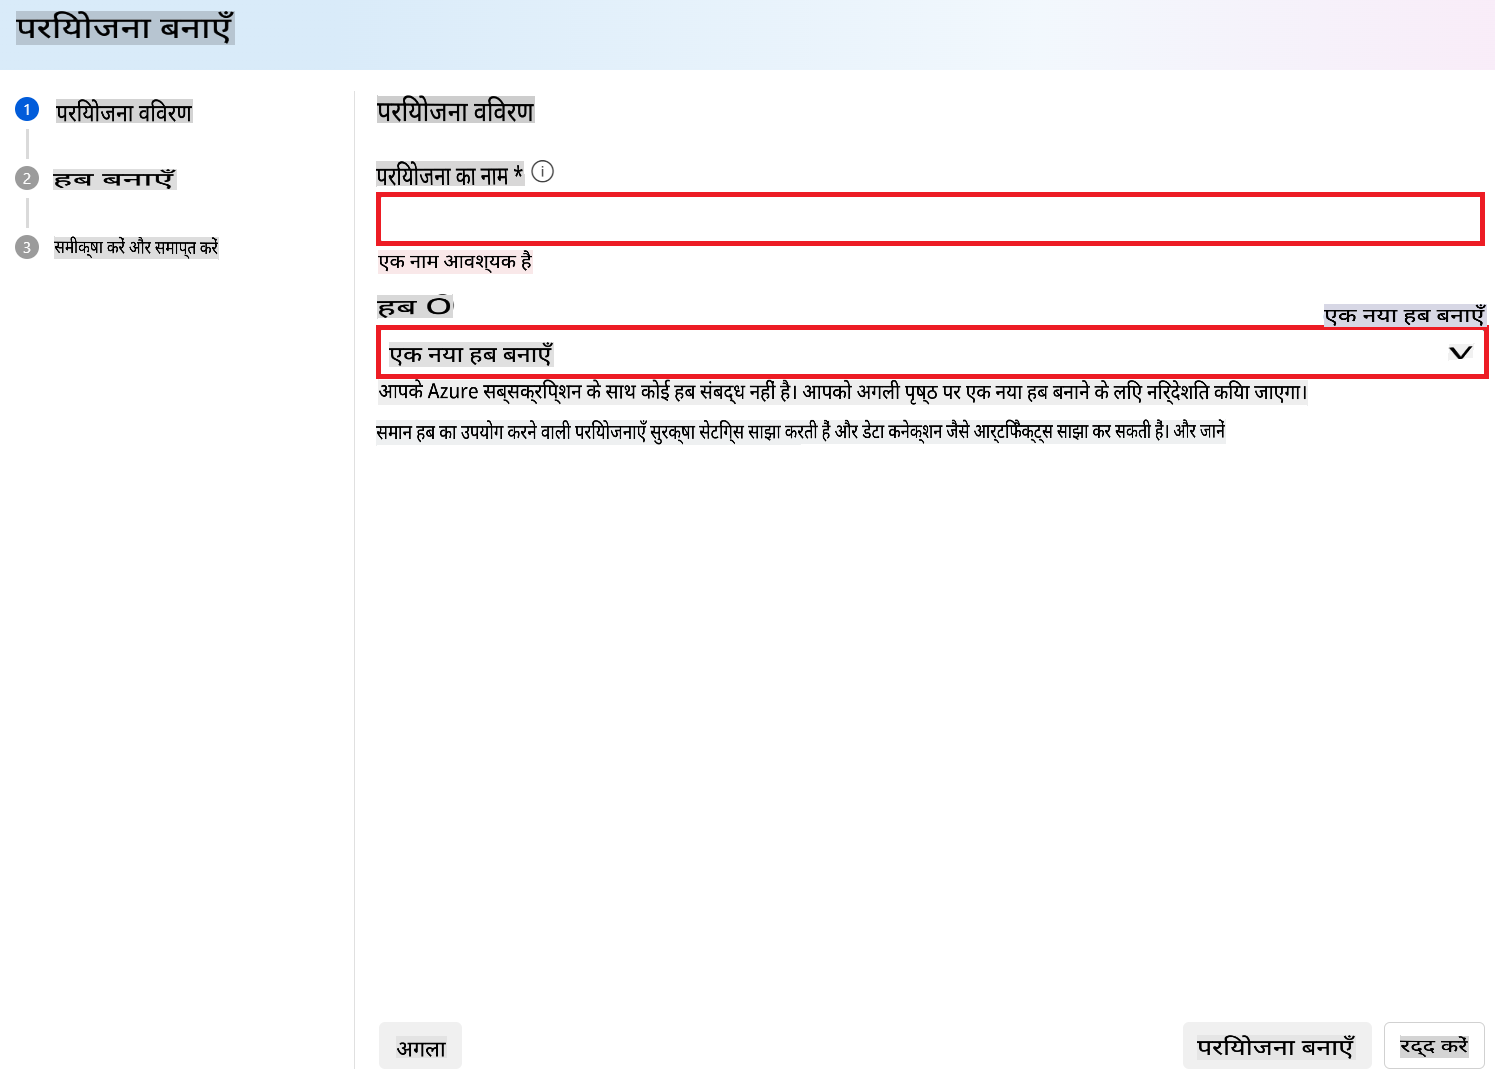 परियोजना बनाएँ
1 परियोजना विवरण
2 हब बनाएँ
3 समीक्षा करें और समाप्त करें
परियोजना विवरण
परियोजना का नाम *
एक नाम आवश्यक है
हब
एक नया हब बनाएँ
एक नया हब बनाएँ
आपके Azure सब्सक्रिप्शन के साथ कोई हब संबद्ध नहीं है। आपको अगली पृष्ठ पर एक नया हब बनाने के लिए निर्देशित किया जाएगा।
समान हब का उपयोग करने वाली परियोजनाएँ सुरक्षा सेटिंग्स साझा करती हैं और डेटा कनेक्शन जैसे आर्टिफैक्ट्स साझा कर सकती हैं। और जानें
अगला
परियोजना बनाएँ
रद्द करें